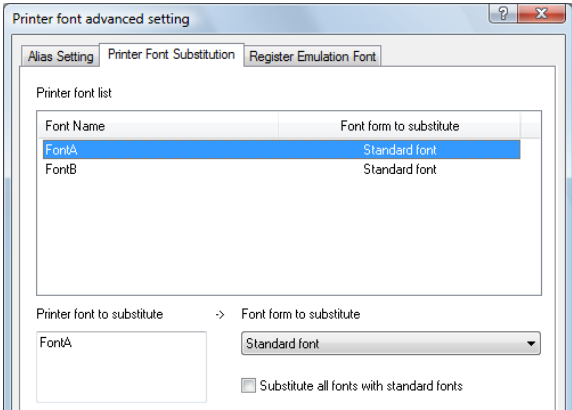 Printer font advanced setting
Alias Setting Printer Font Substitution Register Emulation Font
Printer font list
Font Name Font form to substitute
FontA Standard font
FontB Standard font
Printer font to substitute -> Font form to substitute
FontA Standard font
Substitute all fonts with standard fonts